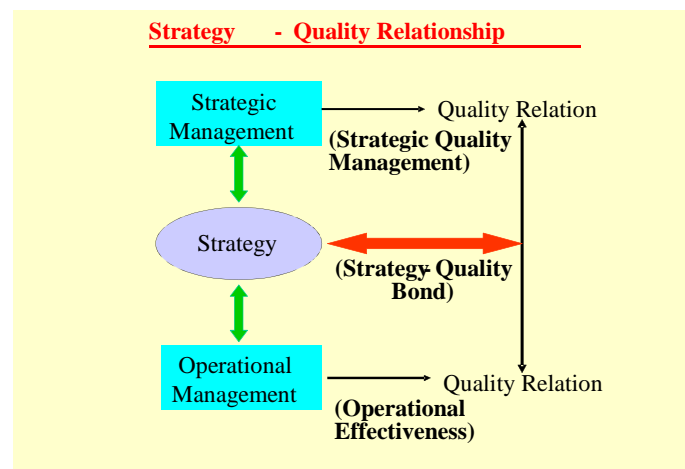 Strategy - Quality Relationship
Strategic
Management
Quality Relation
(Strategic Quality
Management)
Strategy
(Strategy-Quality
Bond)
Operational
Management
Quality Relation
(Operational
Effectiveness)